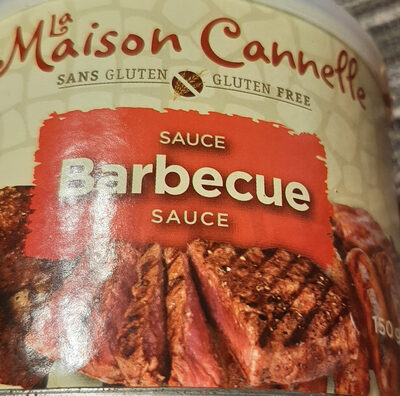 La
Maison Cannelle
SANS GLUTEN GLUTEN FREE
SAUCE
Barbecue
SAUCE
150 g